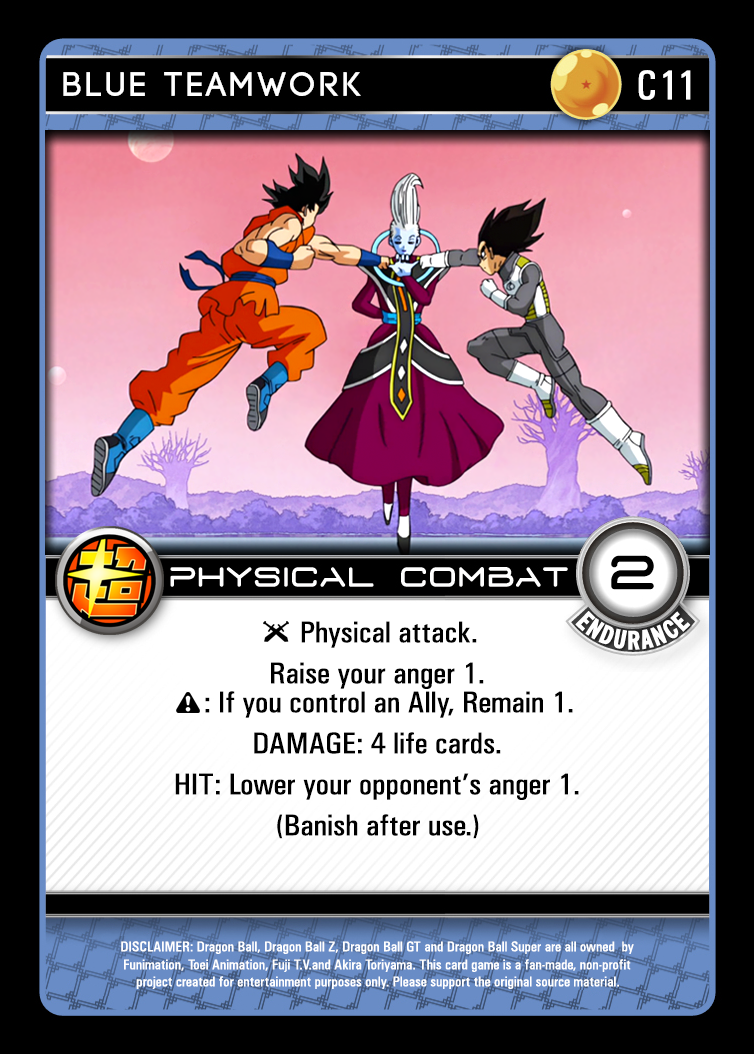 BLUE TEAMWORK
C11
PHYSICAL COMBAT
2
ENDURANCE
Physical attack.
Raise your anger 1.
: If you control an Ally, Remain 1.
DAMAGE: 4 life cards.
HIT: Lower your opponent's anger 1.
(Banish after use.)
DISCLAIMER: Dragon Ball, Dragon Ball Z, Dragon Ball GT and Dragon Ball Super are all owned by
Funimation, Toei Animation, Fuji T.V.and Akira Toriyama. This card game is a fan-made, non-profit
project created for entertainment purposes only. Please support the original source material.